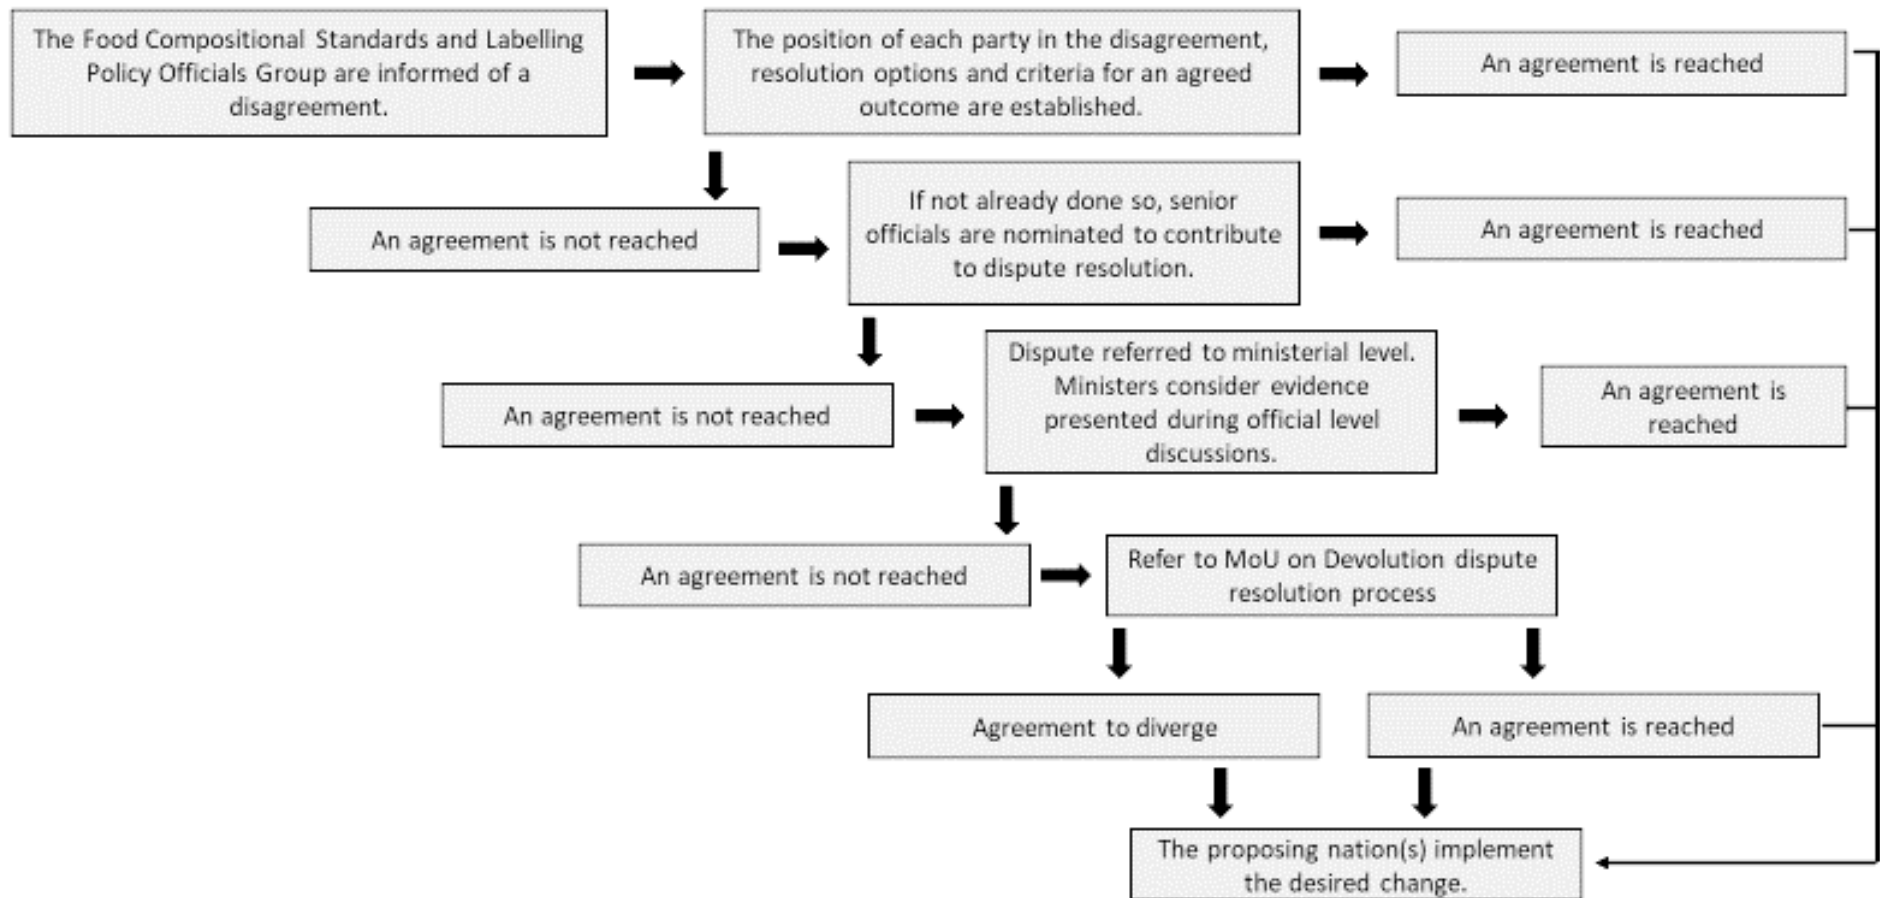 The Food Compositional Standards and Labelling
Policy Officials Group are informed of a
disagreement.
The position of each party in the disagreement,
resolution options and criteria for an agreed
outcome are established.
An agreement is reached
An agreement is not reached
If not already done so, senior
officials are nominated to contribute
to dispute resolution.
An agreement is reached
An agreement is not reached
Dispute referred to ministerial level.
Ministers consider evidence
presented during official level
discussions.
An agreement is
reached
An agreement is not reached
Refer to MoU on Devolution dispute
resolution process
Agreement to diverge
An agreement is reached
The proposing nation(s) implement
the desired change.